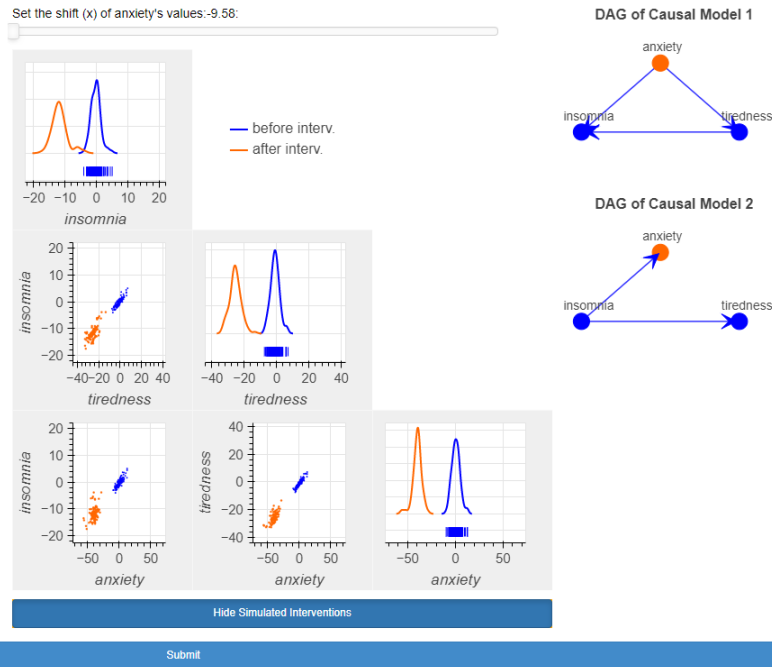 Set the shift (x) of anxiety's values:-9.58:
DAG of Causal Model 1
anxiety
insomnia
tiredness
before interv.
after interv.
−20 −10 0 10 20
insomnia
DAG of Causal Model 2
anxiety
insomnia
tiredness
20
10
0
−10
−20
insomnia
−40 −20 0 20 40
tiredness
−40 −20 0 20 40
tiredness
20
10
0
−10
−20
insomnia
−50 0 50
anxiety
40
20
0
−20
−40
tiredness
−50 0 50
anxiety
−50 0 50
anxiety
Hide Simulated Interventions
Submit